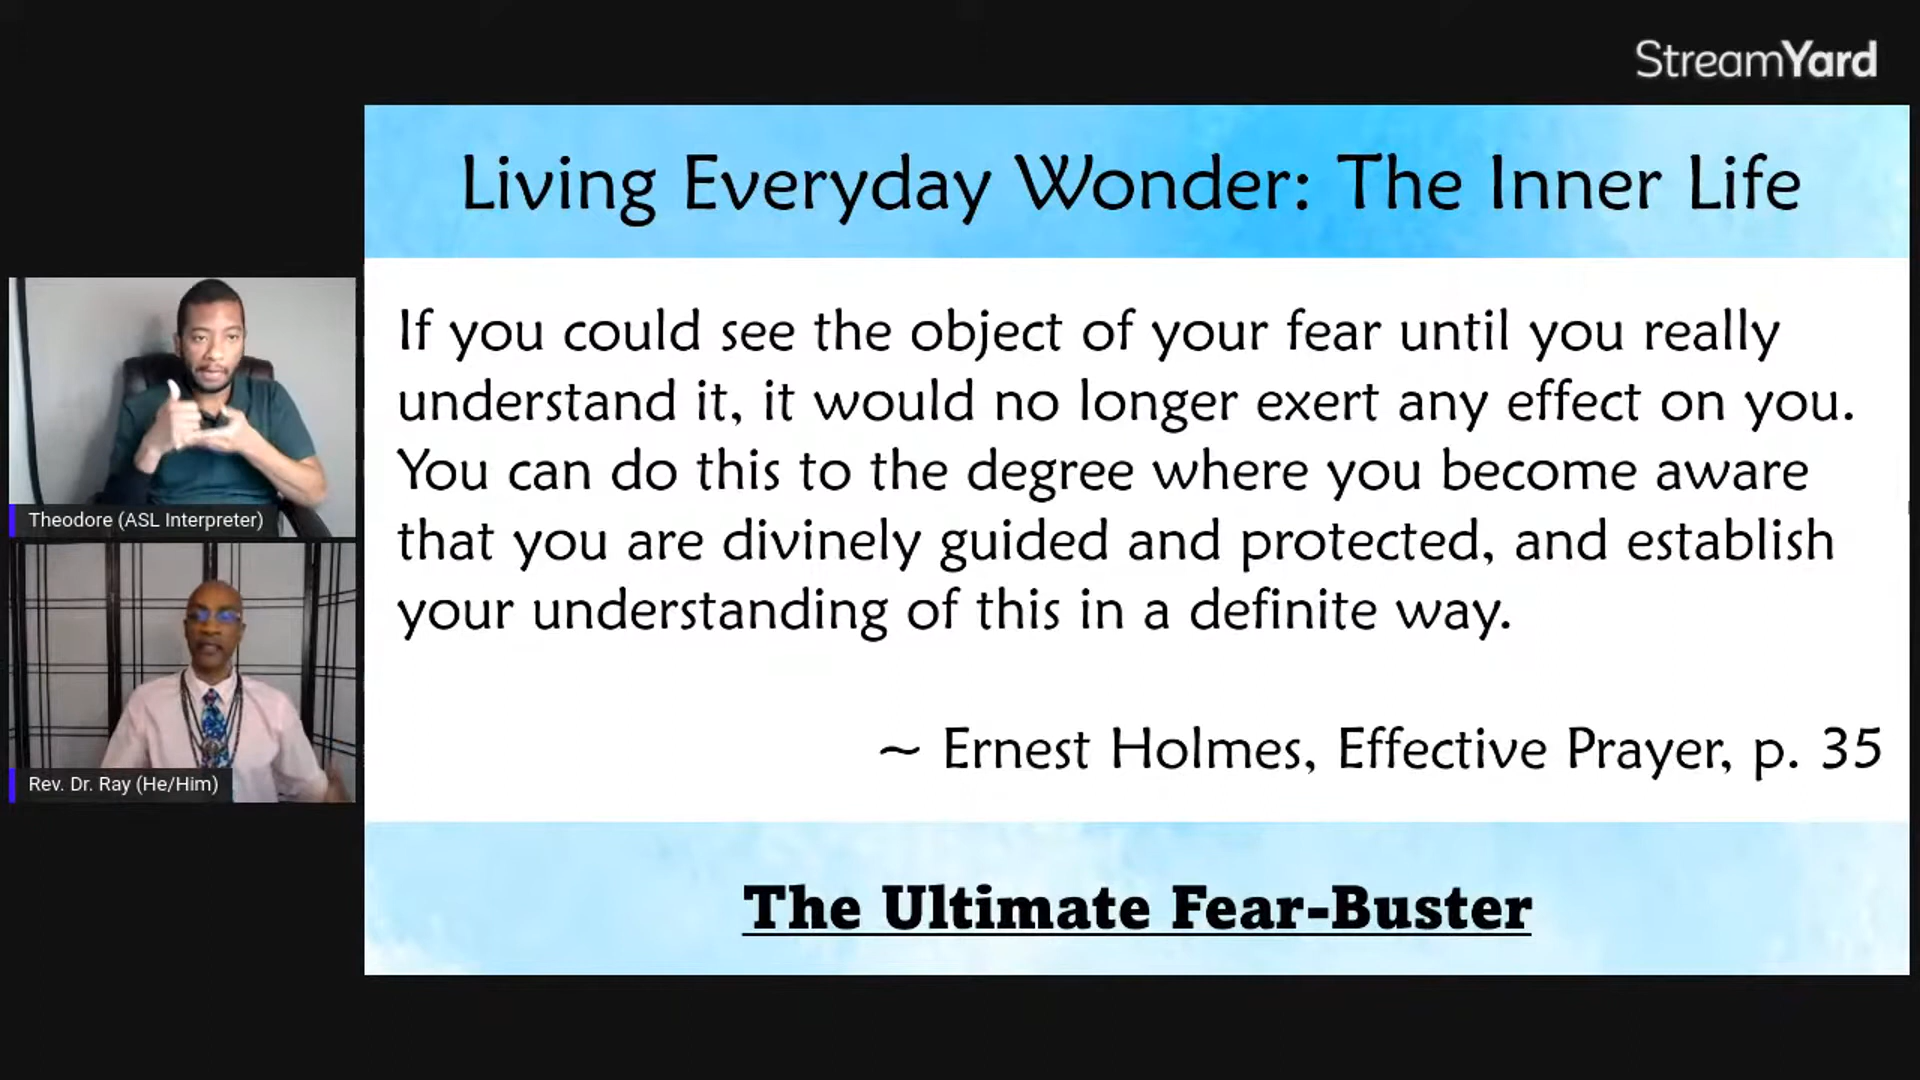 StreamYard
Living Everyday Wonder: The Inner Life
If you could see the object of your fear until you really
understand it, it would no longer exert any effect on you.
You can do this to the degree where you become aware
that you are divinely guided and protected, and establish
your understanding of this in a definite way.
~ Ernest Holmes, Effective Prayer, p. 35
The Ultimate Fear-Buster
Theodore (ASL Interpreter)
Rev. Dr. Ray (He/Him)